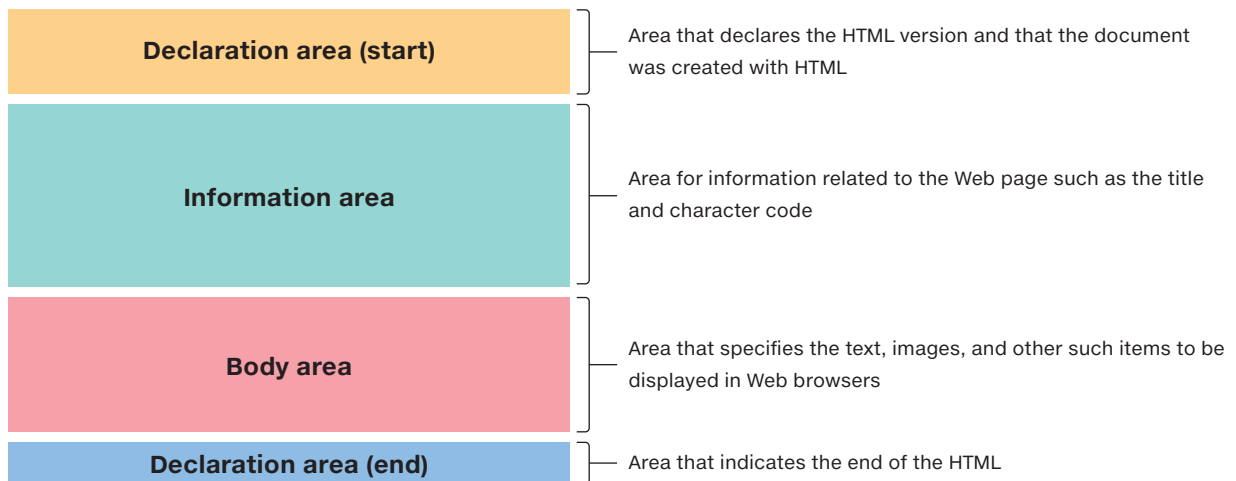 Declaration area (start)
Area that declares the HTML version and that the document
was created with HTML
Information area
Area for information related to the Web page such as the title
and character code
Body area
Area that specifies the text, images, and other such items to be
displayed in Web browsers
Declaration area (end)
Area that indicates the end of the HTML